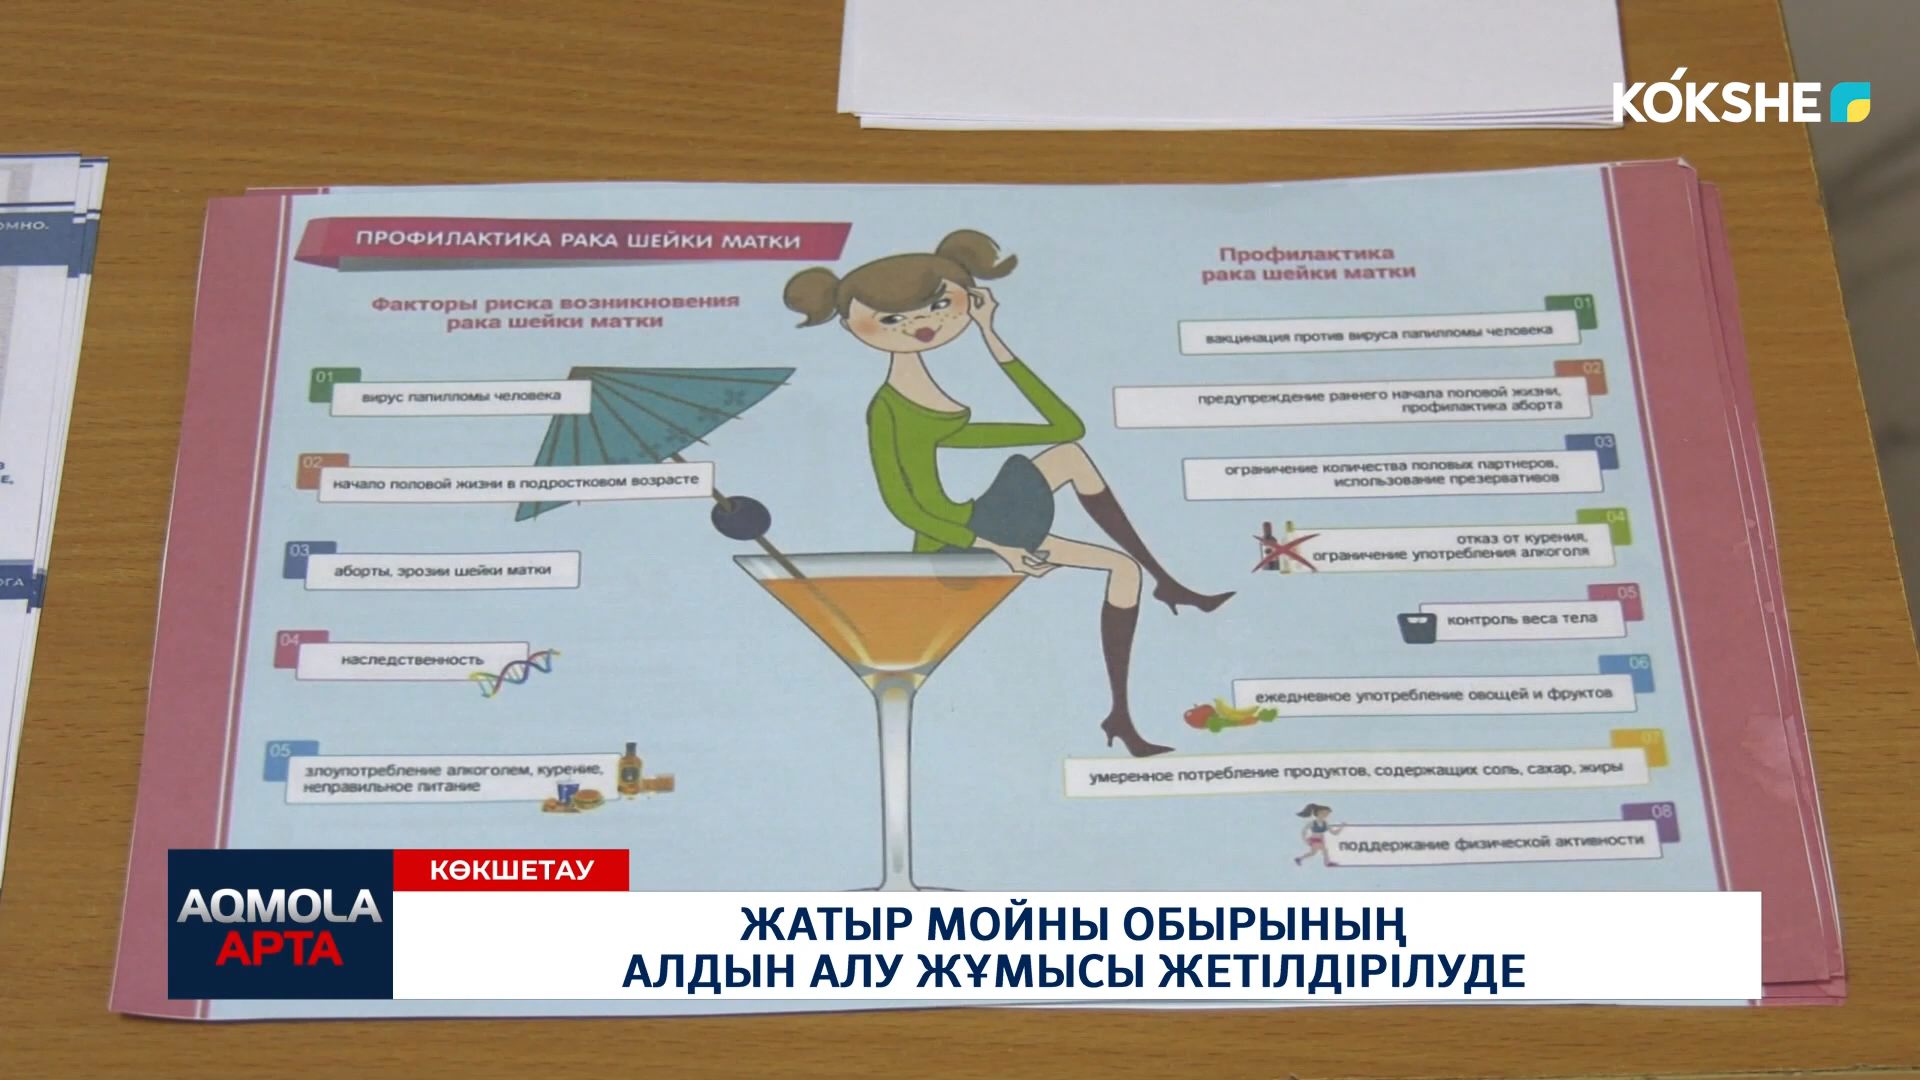 KÓKSHE
ОМНО.
ОГА
ПРОФИЛАКТИКА РАКА ШЕЙКИ МАТКИ
Факторы риска возникновения
рака шейки матки
01
вирус папилломы человека
02
начало половой жизни в подростковом возрасте
03
аборты, эрозии шейки матки
04
наследственность
05
злоупотребление алкоголем, курение,
неправильное питание
Профилактика
рака шейки матки
01
вакцинация против вируса папилломы человека
02
предупреждение раннего начала половой жизни,
профилактика аборта
03
ограничение количества половых партнеров,
использование презервативов
04
отказ от курения,
ограничение употребления алкоголя
05
контроль веса тела
06
ежедневное употребление овощей и фруктов
07
умеренное потребление продуктов, содержащих соль, сахар, жиры
08
поддержание физической активности
AQMOLA
АРТА
КӨКШЕТАУ
ЖАТЫР МОЙНЫ ОБЫРЫНЫҢ
АЛДЫН АЛУ ЖҰМЫСЫ ЖЕТІЛДІРІЛУДЕ